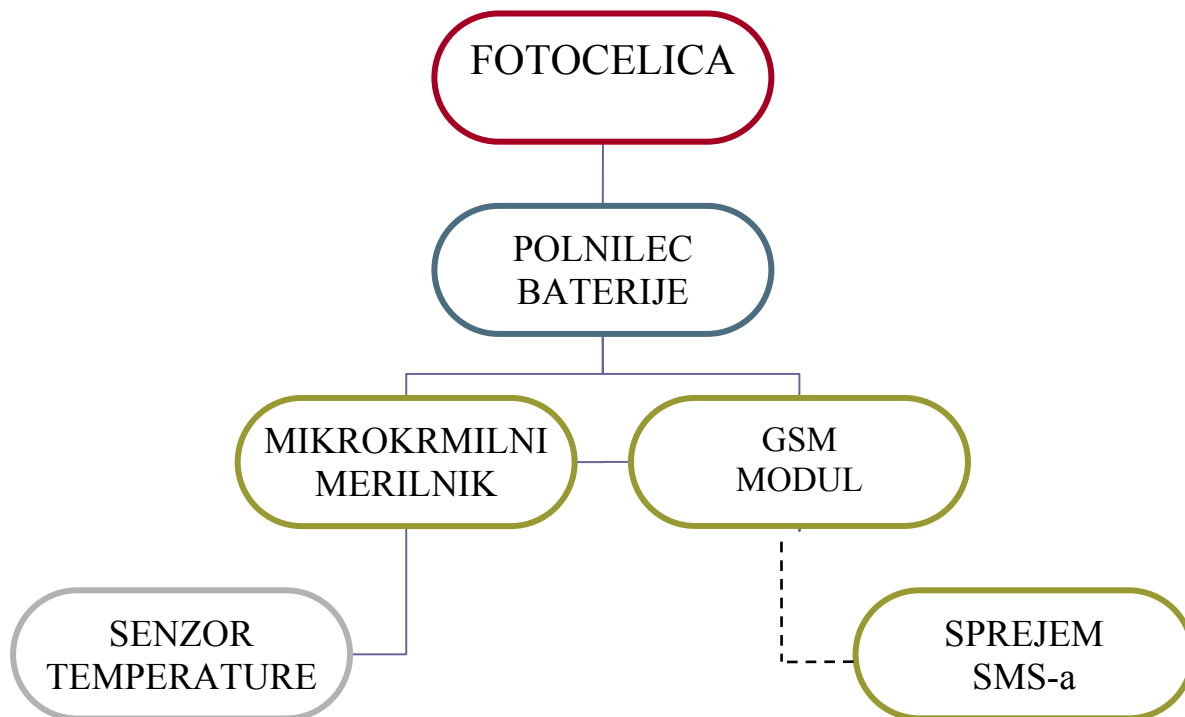 FOTOCELICA
POLNILEC
BATERIJE
MIKROKRMILNI
MERILNIK
GSM
MODUL
SENZOR
TEMPERATURE
SPREJEM
SMS-a